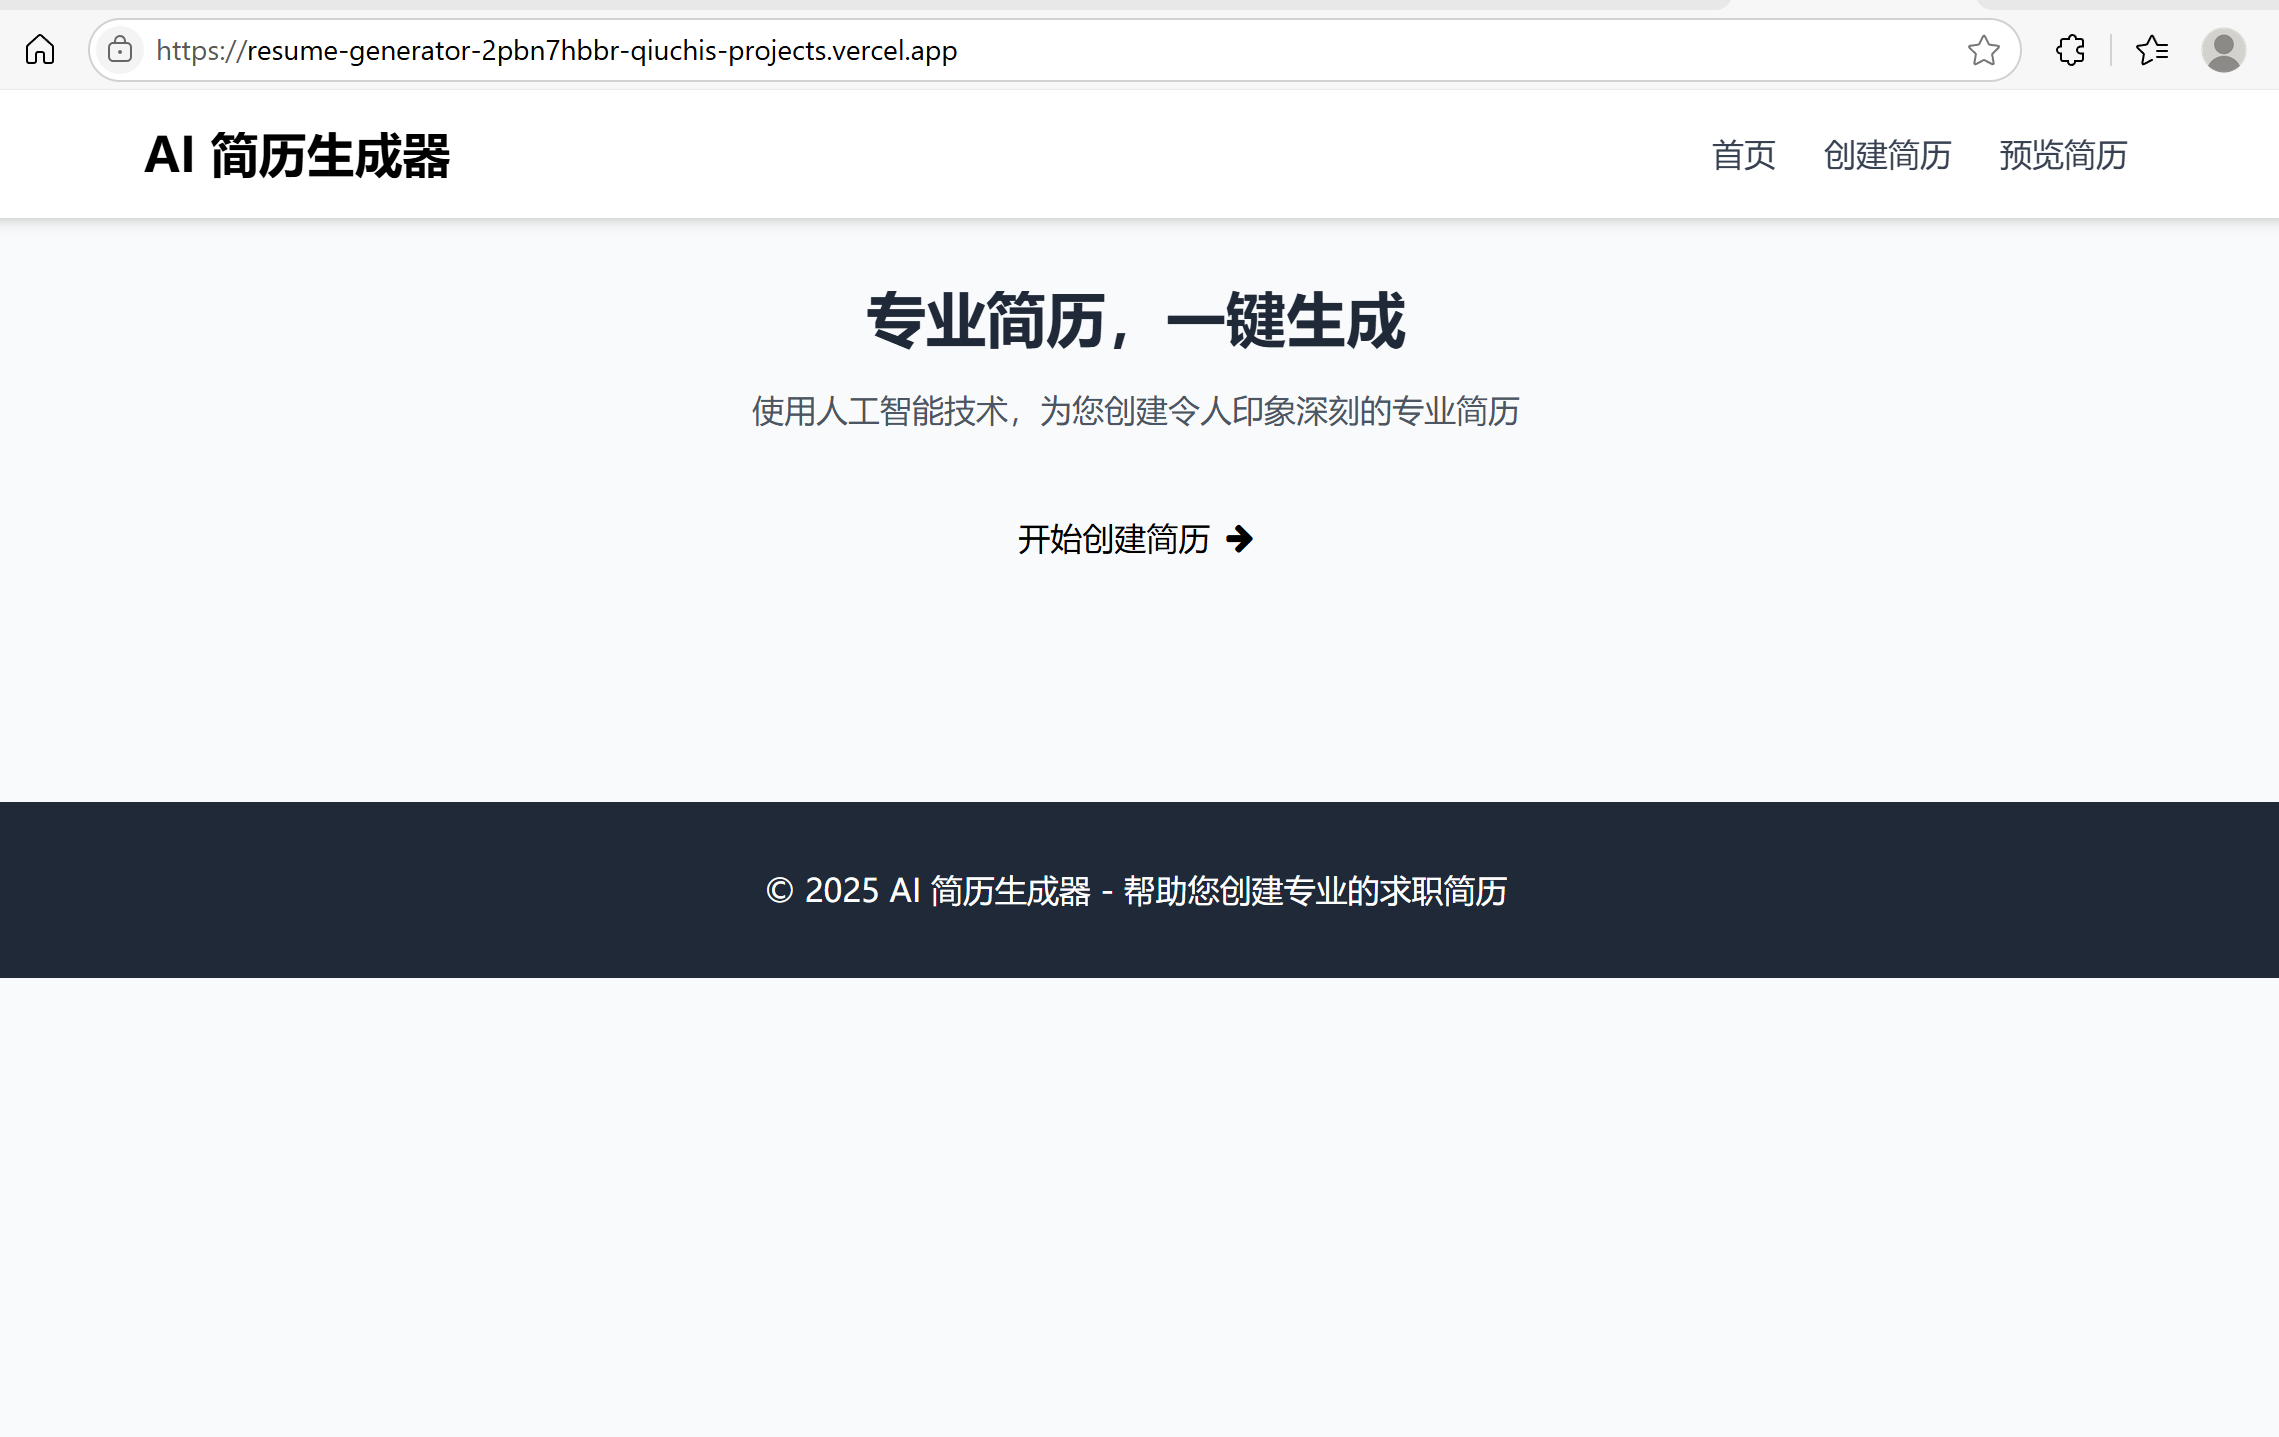 https://resume-generator-2pbn7hbbr-qiuchis-projects.vercel.app
AI 简历生成器
首页 创建简历 预览简历
专业简历，一键生成
使用人工智能技术，为您创建令人印象深刻的专业简历
开始创建简历
© 2025 AI 简历生成器 - 帮助您创建专业的求职简历